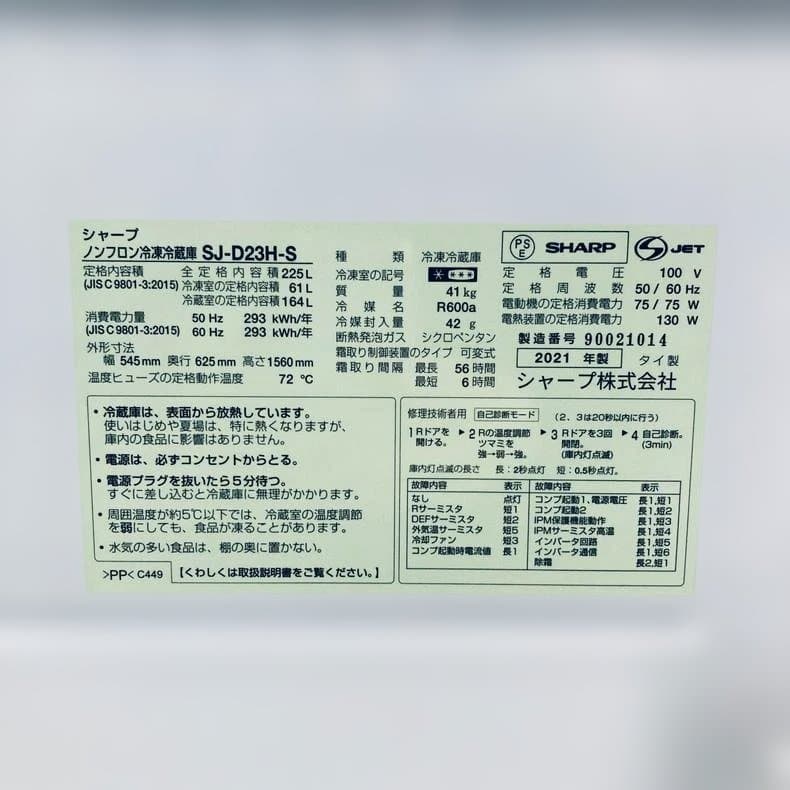 シャープ
ノンフロン冷凍冷蔵庫 SJ-D23H-S
定格内容積 全定格内容積 225L
(JIS C 9801-3:2015) 冷凍室の定格内容積 61L
冷蔵室の定格内容積 164L
消費電力量 50 Hz 293 kWh/年
(JIS C 9801-3:2015) 60 Hz 293 kWh/年
外形寸法
幅 545mm 奥行 625mm 高さ1560mm
温度ヒューズの定格動作温度 72 ℃
種類 冷凍冷蔵庫
冷凍室の記号
質量 41 kg
冷媒名 R600a
冷媒封入量 42 g
断熱発泡ガス シクロペンタン
霜取り制御装置のタイプ 可変式
霜取り間隔 最長 56 時間
最短 6 時間
PS E SHARP S JET
定格電圧 100 V
定格周波数 50/60 Hz
電動機の定格消費電力 75/75 W
電熱装置の定格消費電力 130 W
製造番号 90021014
2021 年製 タイ製
シャープ株式会社
・冷蔵庫は、表面から放熱しています。
使いはじめや夏場は、特に熱くなりますが、
庫内の食品に影響はありません。
・電源は、必ずコンセントからとる。
・電源プラグを抜いたら5分待つ。
すぐに差し込むと冷蔵庫に無理がかかります。
・周囲温度が約5℃以下では、冷蔵室の温度調節
を弱にしても、食品が凍ることがあります。
・水気の多い食品は、棚の奥に置かない。
>PP< C449 【くわしくは取扱説明書をご覧ください。】
修理技術者用 自己診断モード (2、3は20秒以内に行う)
1 Rドアを開ける。 ▶ 2 Rの温度調節ツマミを強→弱→強。 ▶ 3 Rドアを3回開閉。(庫内灯点滅) ▶ 4 自己診断。(3min)
庫内灯点滅の長さ 長:2秒点灯 短:0.5秒点灯。
故障内容 表示 故障内容 表示
なし 点灯 コンプ起動1、電源電圧 長1,短1
Rサーミスタ 短1 コンプ起動2 長1,短2
DEFサーミスタ 短2 IPM保護機能動作 長1,短3
外気温サーミスタ 短5 IPMサーミスタ高温 長1,短4
冷却ファン 短3 インバータ回路 長1,短5
コンプ起動時電流値 長1 インバータ通信 長1,短6
除霜 長2,短1